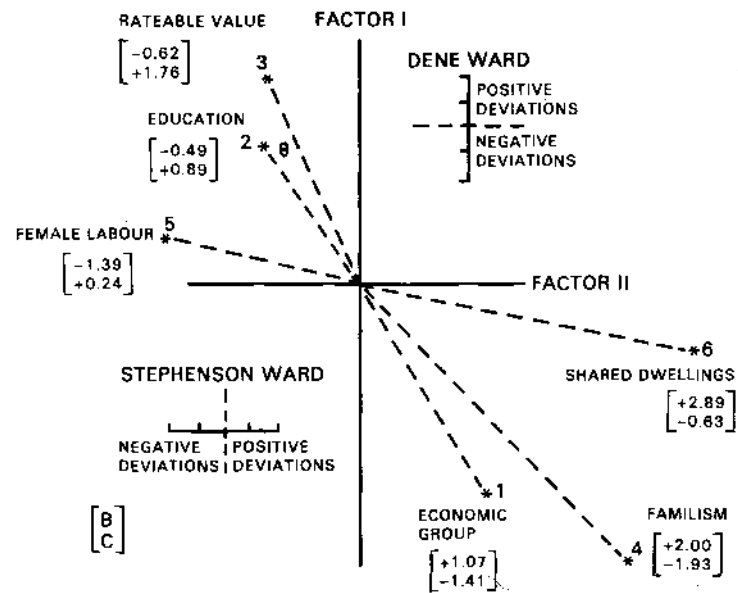 RATEABLE VALUE
FACTOR I
-0.62
+1.76
3
DENE WARD
POSITIVE
DEVIATIONS
NEGATIVE
DEVIATIONS
EDUCATION
-0.49
+0.89
2
θ
5
FEMALE LABOUR
-1.39
+0.24
FACTOR II
6
SHARED DWELLINGS
+2.89
-0.63
STEPHENSON WARD
NEGATIVE POSITIVE
DEVIATIONS DEVIATIONS
1
ECONOMIC
GROUP
+1.07
-1.41
FAMILISM
4
+2.00
-1.93
B
C